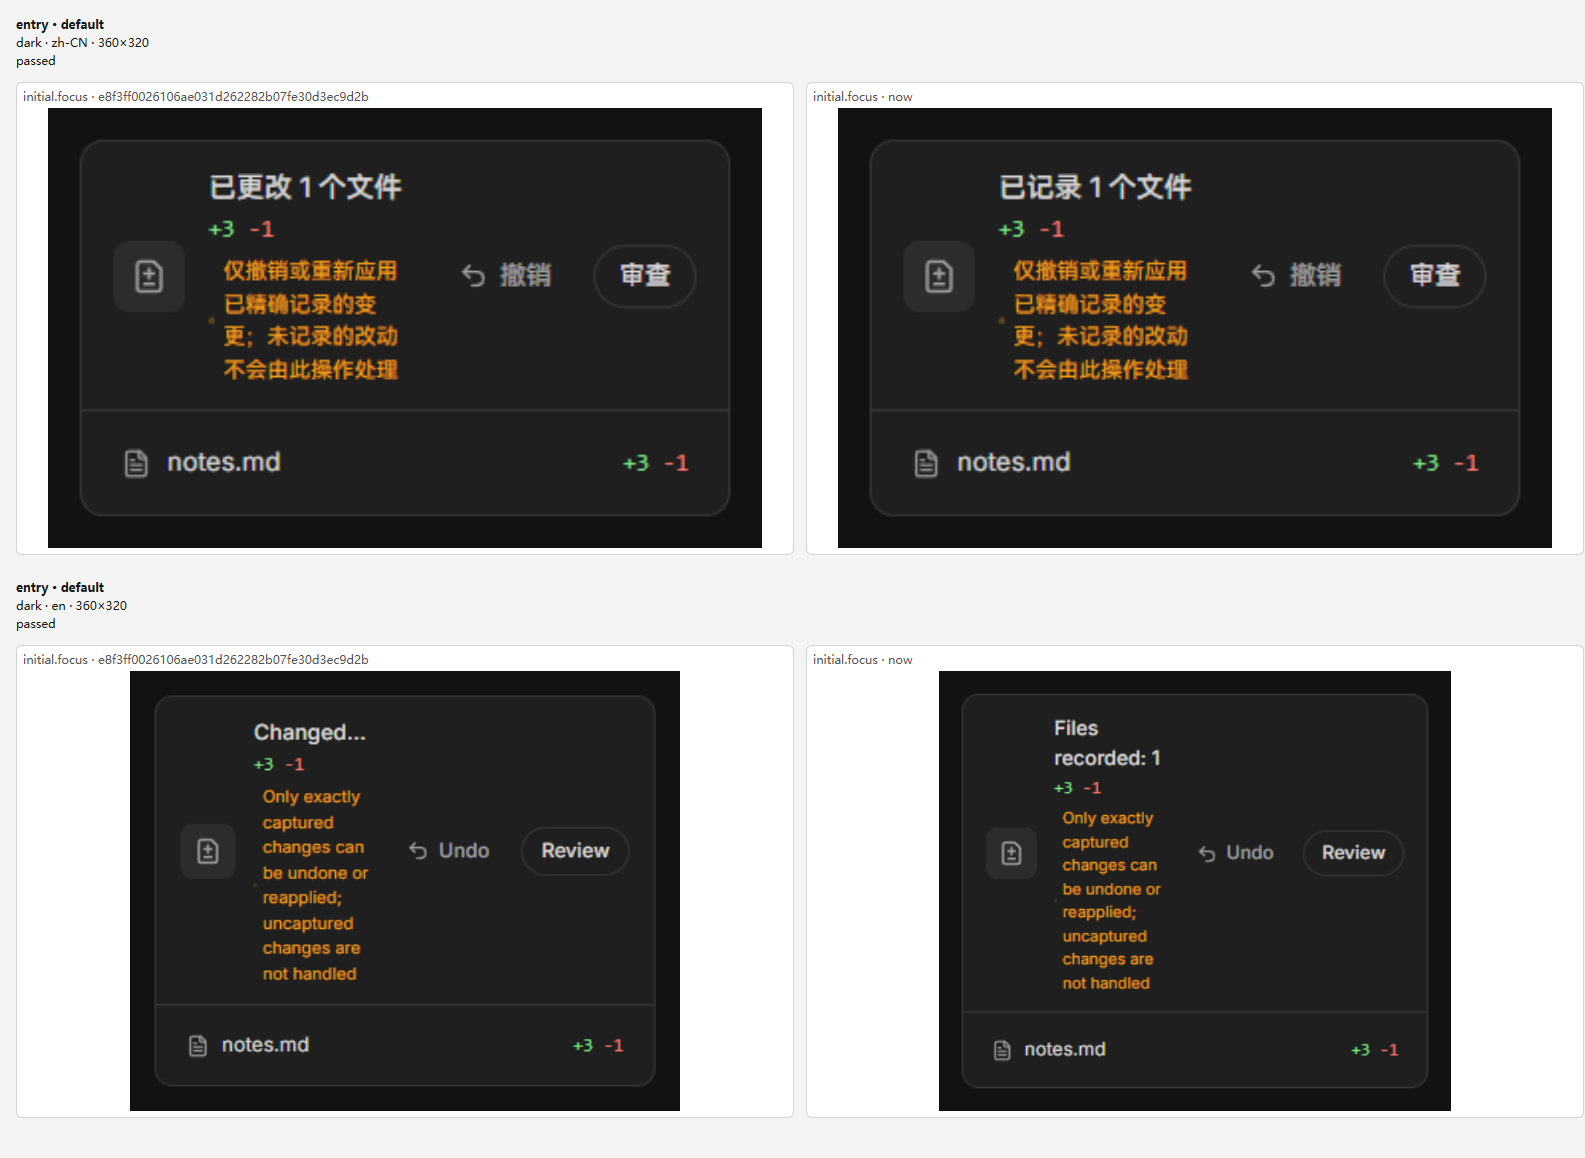 entry • default
dark · zh-CN · 360×320
passed
initial.focus · e8f3ff0026106ae031d262282b07fe30d3ec9d2b
已更改 1 个文件
+3 -1
仅撤销或重新应用
已精确记录的变
更；未记录的改动
不会由此操作处理
撤销
审查
notes.md
+3 -1
initial.focus · now
已记录 1 个文件
+3 -1
仅撤销或重新应用
已精确记录的变
更；未记录的改动
不会由此操作处理
撤销
审查
notes.md
+3 -1
entry • default
dark · en · 360×320
passed
initial.focus · e8f3ff0026106ae031d262282b07fe30d3ec9d2b
Changed...
+3 -1
Only exactly
captured
changes can
be undone or
reapplied;
uncaptured
changes are
not handled
Undo
Review
notes.md
+3 -1
initial.focus · now
Files
recorded: 1
+3 -1
Only exactly
captured
changes can
be undone or
reapplied;
uncaptured
changes are
not handled
Undo
Review
notes.md
+3 -1